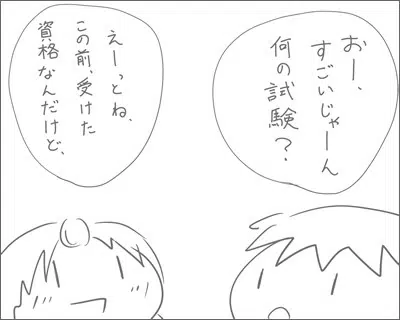 おー、
すごいじゃーん
何の試験？
えーっとね、
この前、受けた
資格なんだけど、